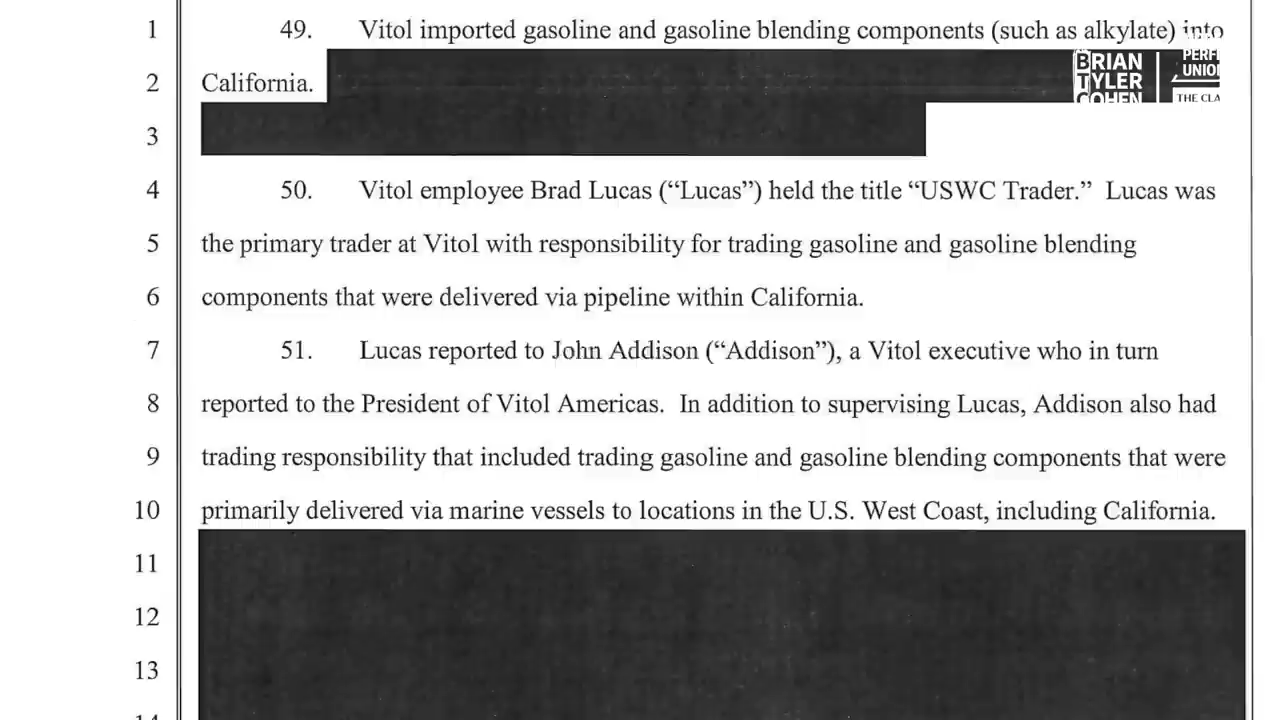 1 49. Vitol imported gasoline and gasoline blending components (such as alkylate) into
2 California.
3
4 50. Vitol employee Brad Lucas (“Lucas”) held the title “USWC Trader.” Lucas was
5 the primary trader at Vitol with responsibility for trading gasoline and gasoline blending
6 components that were delivered via pipeline within California.
7 51. Lucas reported to John Addison (“Addison”), a Vitol executive who in turn
8 reported to the President of Vitol Americas. In addition to supervising Lucas, Addison also had
9 trading responsibility that included trading gasoline and gasoline blending components that were
10 primarily delivered via marine vessels to locations in the U.S. West Coast, including California.
11
12
13
14
BRIAN
TYLER
COHEN
UNION
THE